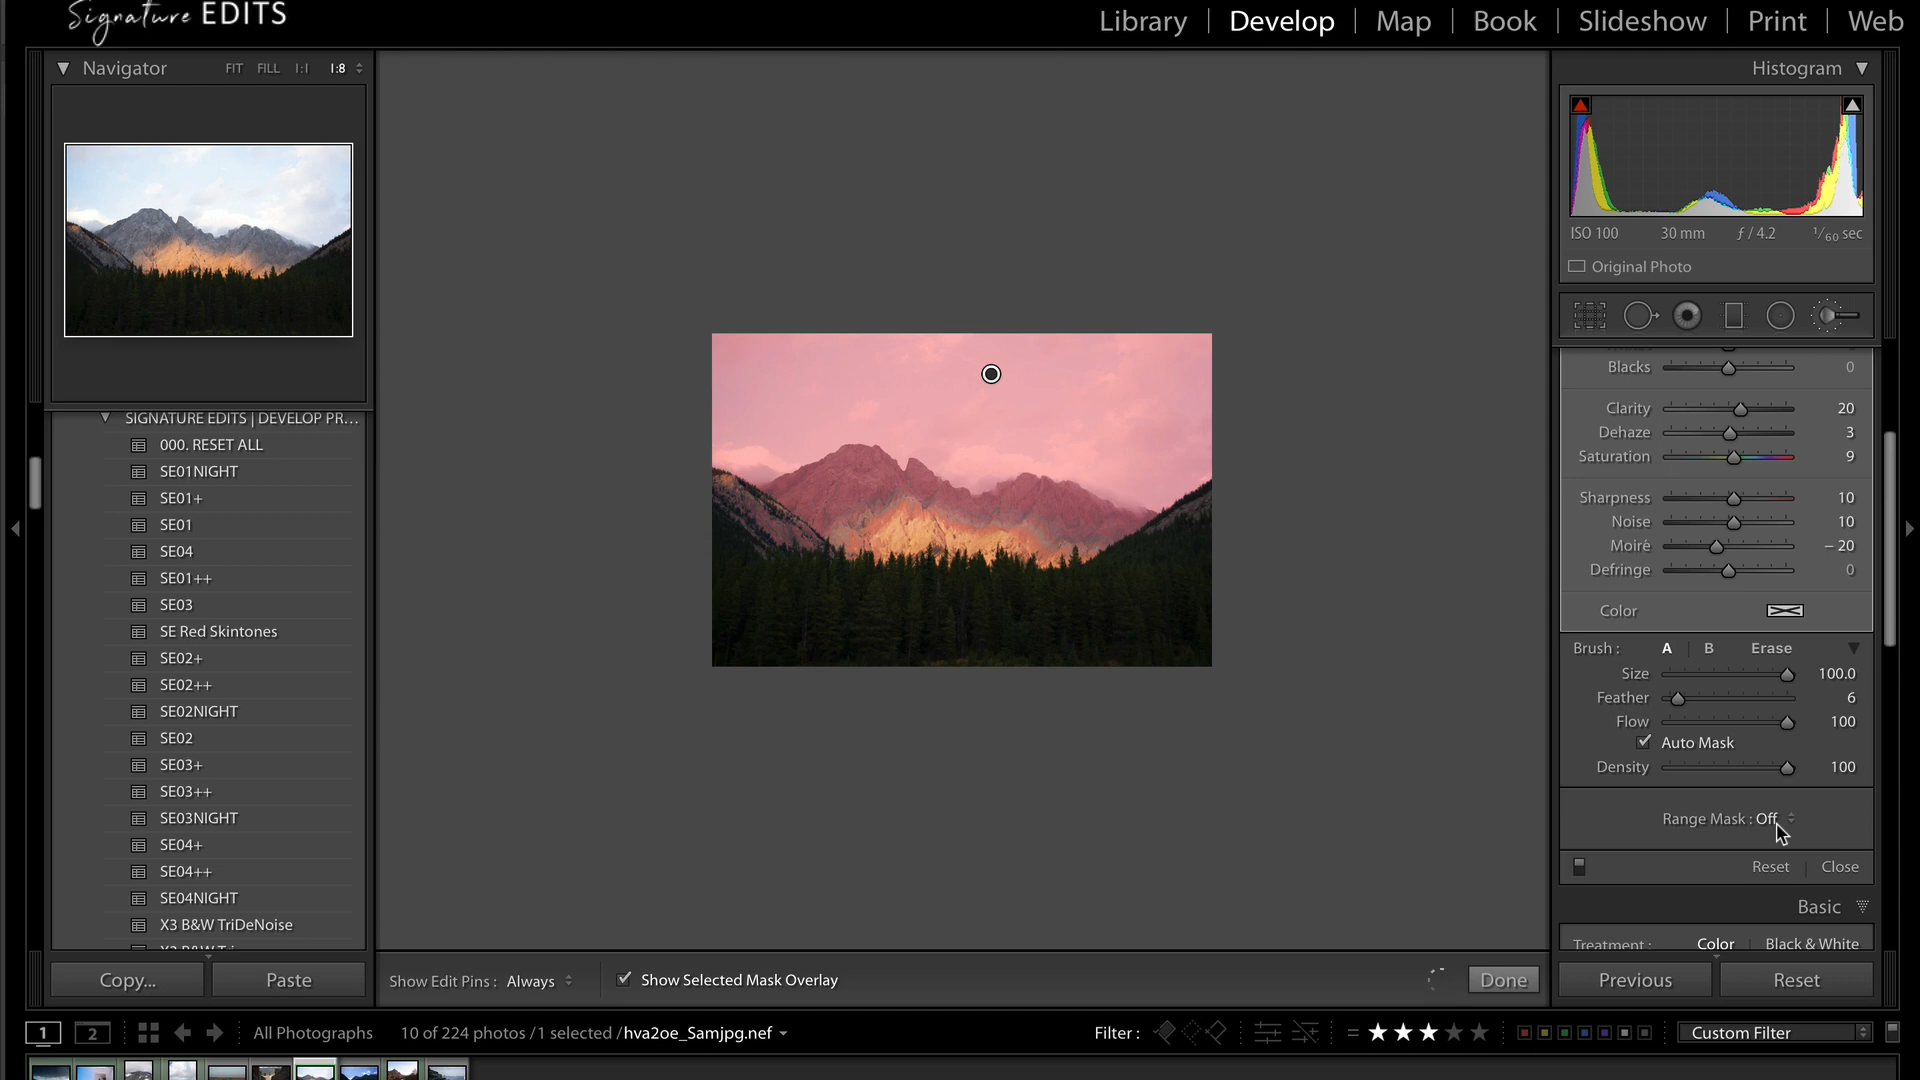 Signature EDITS
Library | Develop | Map | Book | Slideshow | Print | Web
Navigator FIT FILL 1:1 1:8
SIGNATURE EDITS | DEVELOP PR...
000. RESET ALL
SE01NIGHT
SE01+
SE01
SE04
SE01++
SE03
SE Red Skintones
SE02+
SE02++
SE02NIGHT
SE02
SE03+
SE03++
SE03NIGHT
SE04+
SE04++
SE04NIGHT
X3 B&W TriDeNoise
Copy... Paste
Show Edit Pins : Always Show Selected Mask Overlay Done
Histogram
ISO 100 30 mm ƒ / 4.2 1/60 sec
Original Photo
Blacks 0
Clarity 20
Dehaze 3
Saturation 9
Sharpness 10
Noise 10
Moiré – 20
Defringe 0
Color
Brush : A | B Erase
Size 100.0
Feather 6
Flow 100
Auto Mask
Density 100
Range Mask : Off
Reset | Close
Basic
Treatment : Color | Black & White
Previous Reset
1 2 All Photographs 10 of 224 photos /1 selected /hva2oe_Samjpg.nef Filter : = Custom Filter